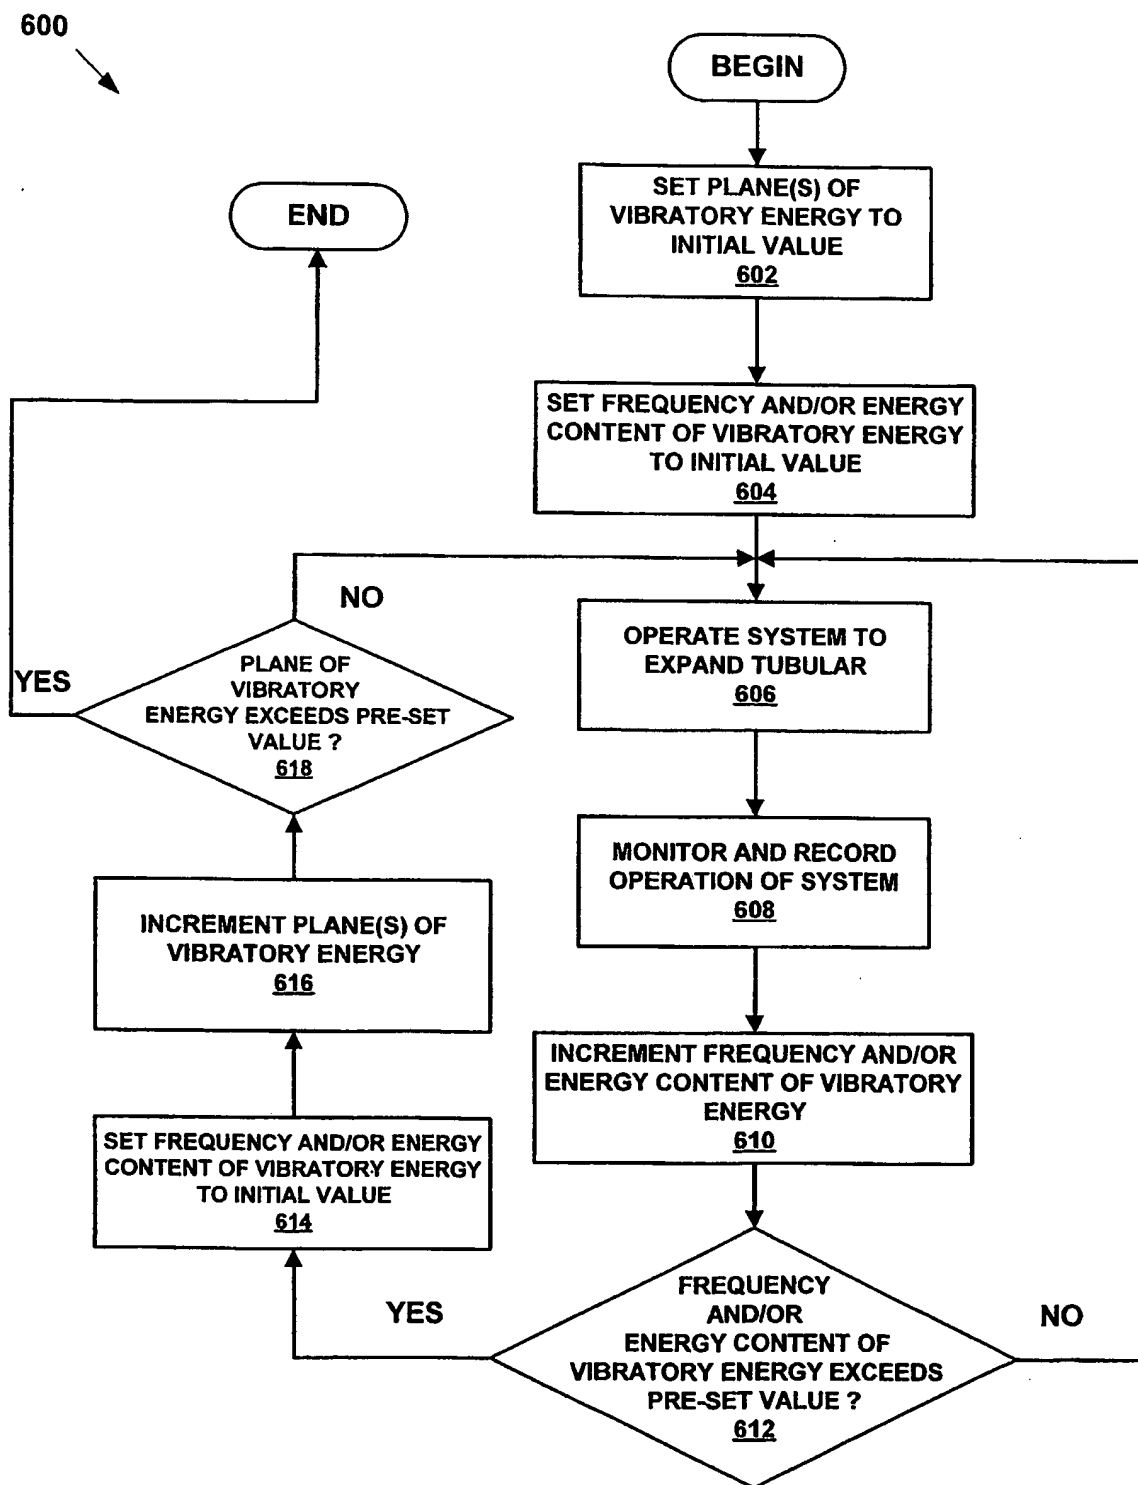 600
BEGIN
SET PLANE(S) OF
VIBRATORY ENERGY TO
INITIAL VALUE
602
END
SET FREQUENCY AND/OR ENERGY
CONTENT OF VIBRATORY ENERGY
TO INITIAL VALUE
604
NO
OPERATE SYSTEM TO
EXPAND TUBULAR
606
YES
PLANE OF
VIBRATORY
ENERGY EXCEEDS PRE-SET
VALUE ?
618
MONITOR AND RECORD
OPERATION OF SYSTEM
608
INCREMENT PLANE(S) OF
VIBRATORY ENERGY
616
INCREMENT FREQUENCY AND/OR
ENERGY CONTENT OF VIBRATORY
ENERGY
610
SET FREQUENCY AND/OR ENERGY
CONTENT OF VIBRATORY ENERGY
TO INITIAL VALUE
614
YES
FREQUENCY
AND/OR
ENERGY CONTENT OF
VIBRATORY ENERGY EXCEEDS
PRE-SET VALUE ?
612
NO